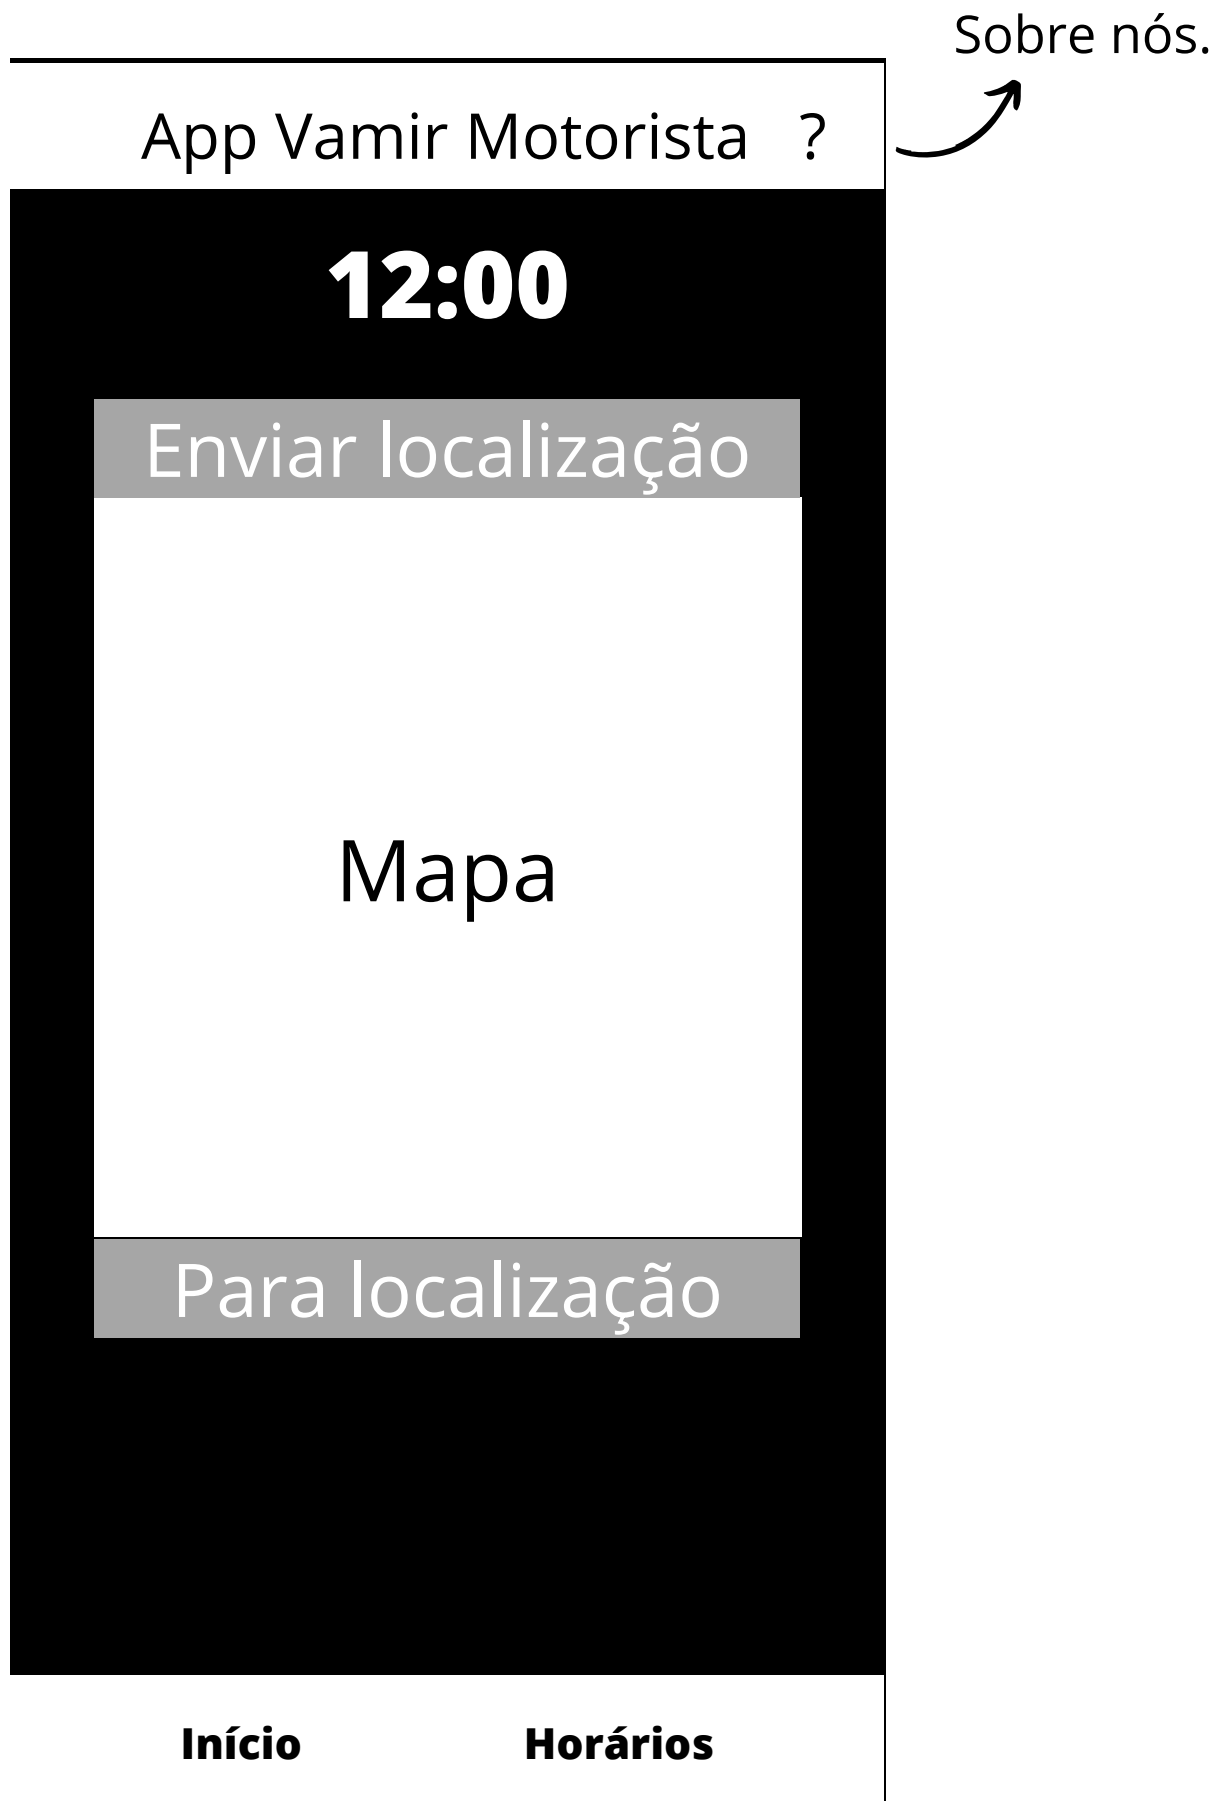 Sobre nós.
App Vamir Motorista ?
12:00
Enviar localização
Mapa
Para localização
Início Horários